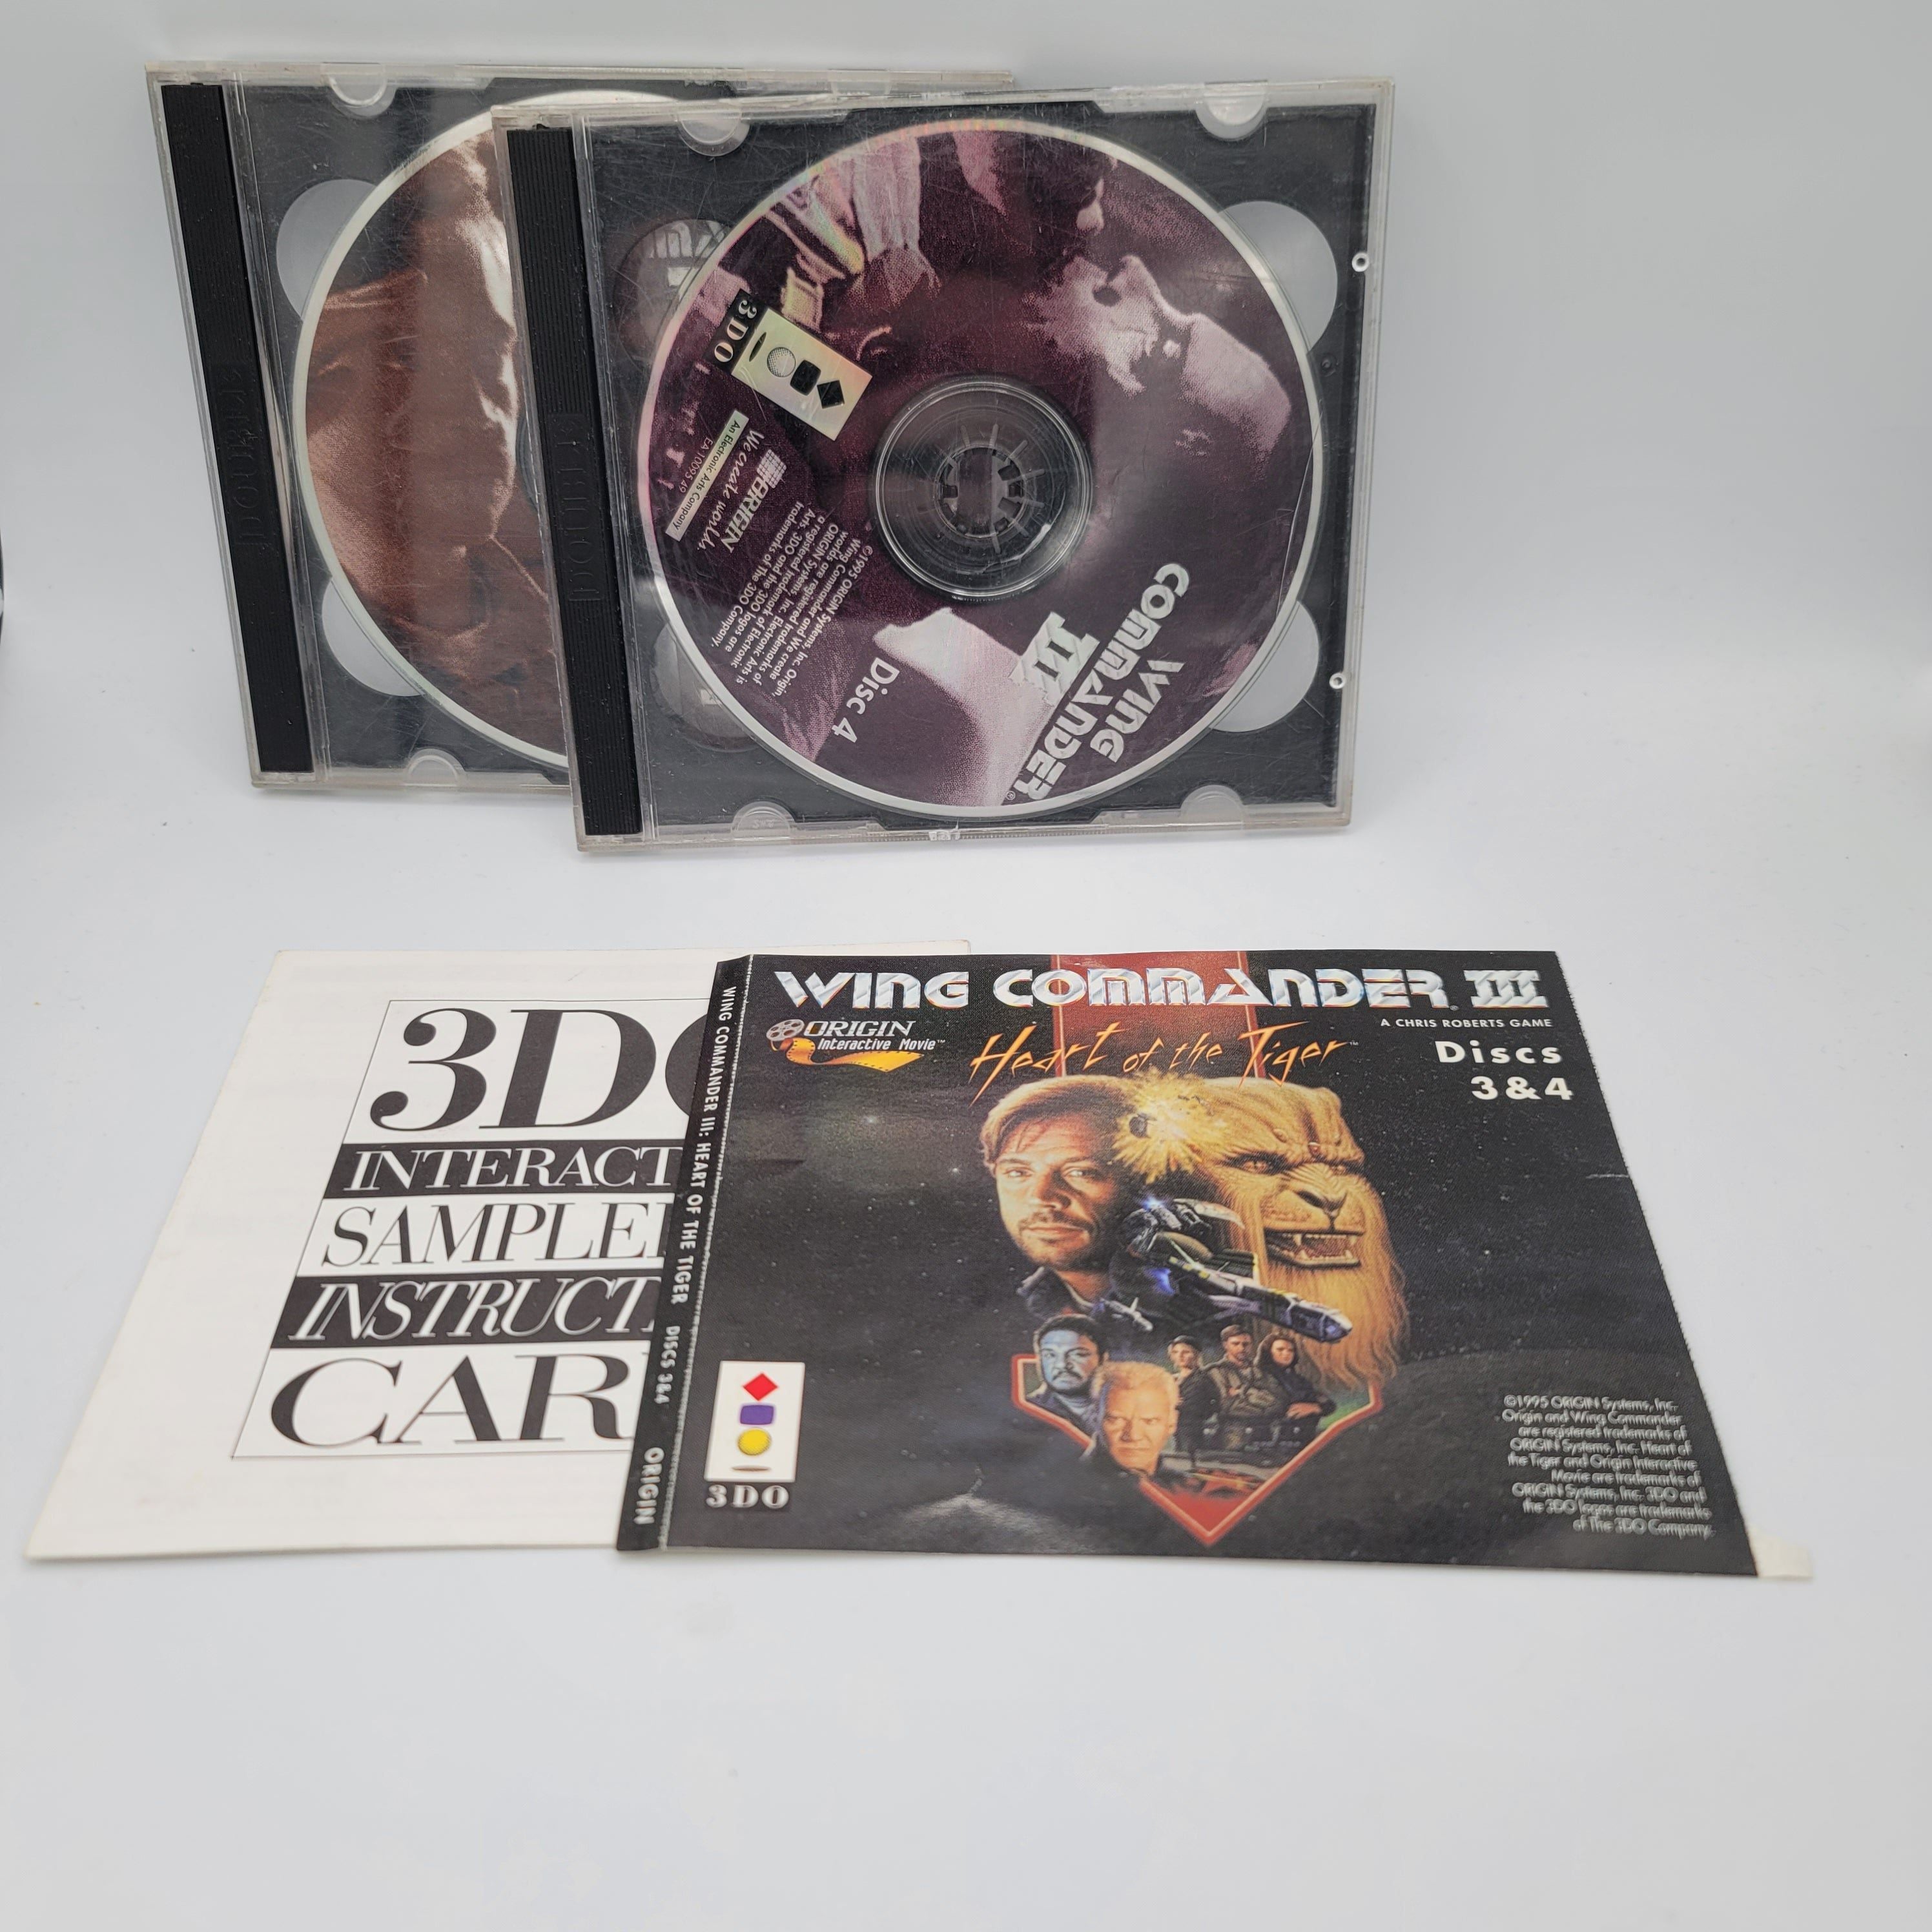 3DO
ORIGIN
We create worlds.
An Electronic Arts Company
©1995 ORIGIN Systems, Inc. Origin,
Wing Commander and We create
worlds are registered trademarks of
ORIGIN Systems, Inc. Electronic Arts is
a registered trademark of Electronic
Arts. 3DO and the 3DO logos are
trademarks of The 3DO Company.
Disc 4
WING
COMMANDER®
III
3DO
INTERACT
SAMPLE
INSTRUCT
CAR
WING COMMANDER III: HEART OF THE TIGER DISCS 3&4 ORIGIN
WING COMMANDER III
A CHRIS ROBERTS GAME
ORIGIN
Interactive Movie™
Heart of the Tiger™
Discs
3&4
3DO
©1995 ORIGIN Systems, Inc.
Origin and Wing Commander
are registered trademarks of
ORIGIN Systems, Inc. Heart of
the Tiger and Origin Interactive
Movie are trademarks of
ORIGIN Systems, Inc. 3DO and
the 3DO logos are trademarks
of The 3DO Company.